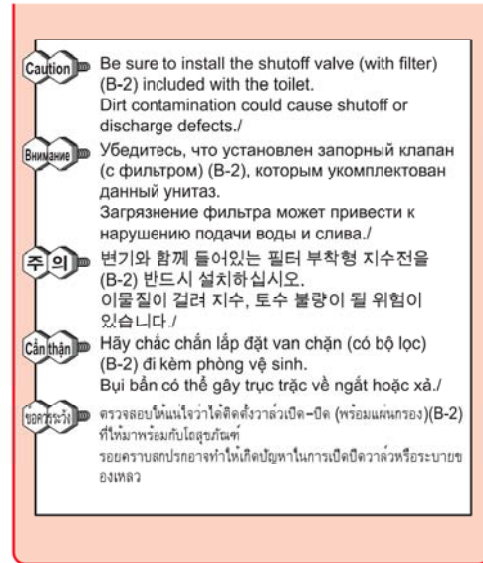 Caution
Be sure to install the shutoff valve (with filter)
(B-2) included with the toilet.
Dirt contamination could cause shutoff or
discharge defects./
Внимание
Убедитесь, что установлен запорный клапан
(с фильтром) (B-2), которым укомплектован
данный унитаз.
Загрязнение фильтра может привести к
нарушению подачи воды и слива./
주의
변기와 함께 들어있는 필터 부착형 지수전을
(B-2) 반드시 설치하십시오.
이물질이 걸려 지수, 토수 불량이 될 위험이
있습니다./
Cẩn thận
Hãy chắc chắn lắp đặt van chặn (có bộ lọc)
(B-2) đi kèm phòng vệ sinh.
Bụi bẩn có thể gây trục trặc về ngắt hoặc xả./
ข้อควรระวัง
ตรวจสอบให้แน่ใจว่าได้ติดตั้งวาล์วเปิด-ปิด (พร้อมแผ่นกรอง)(B-2)
ที่ให้มาพร้อมกับโถสุขภัณฑ์
รอยคราบสกปรกอาจทำให้เกิดปัญหาในการเปิดปิดวาล์วหรือระบายข
องเหลว